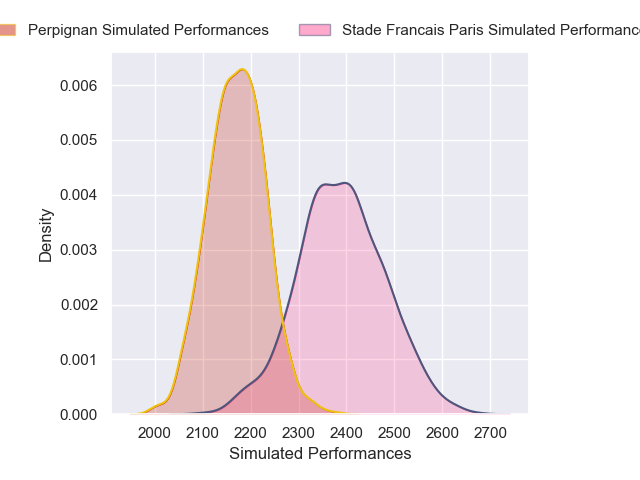 Perpignan Simulated Performances Stade Francais Paris Simulated Performanc
0.006
0.005
0.004
0.003
0.002
0.001
0.000
Density
2000 2100 2200 2300 2400 2500 2600 2700
Simulated Performances